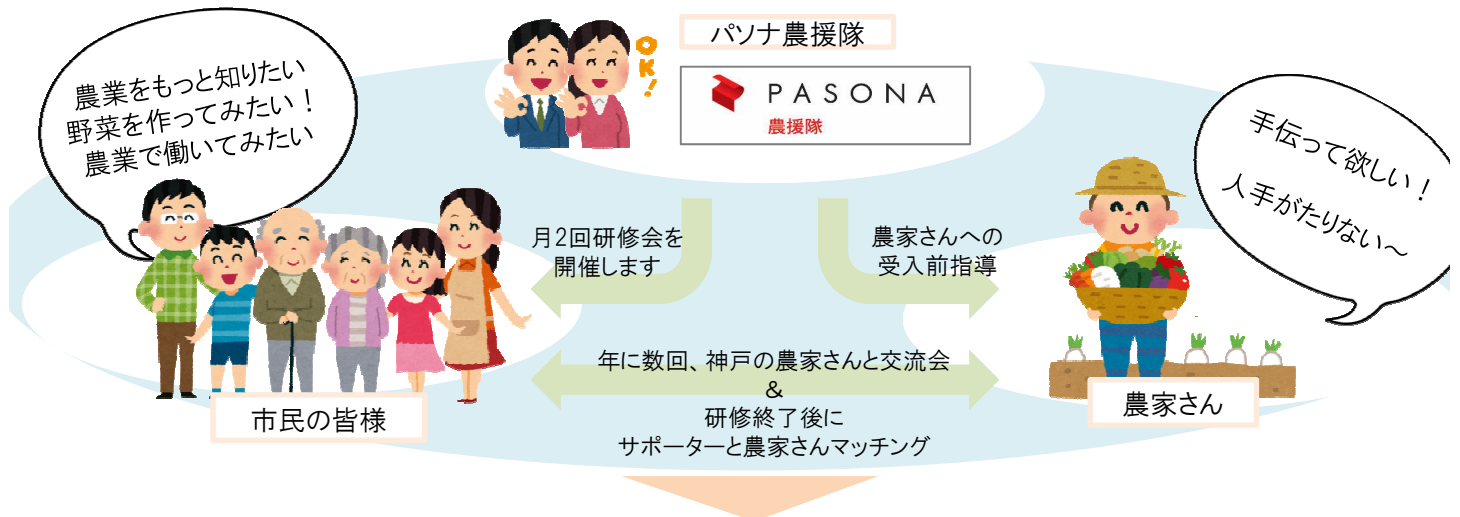 パソナ農援隊
OK!
PASONA
農援隊
農業をもっと知りたい
野菜を作ってみたい！
農業で働いてみたい
手伝って欲しい！
人手がたりない～
月2回研修会を
開催します
農家さんへの
受入前指導
年に数回、神戸の農家さんと交流会
＆
研修終了後に
サポーターと農家さんマッチング
市民の皆様
農家さん